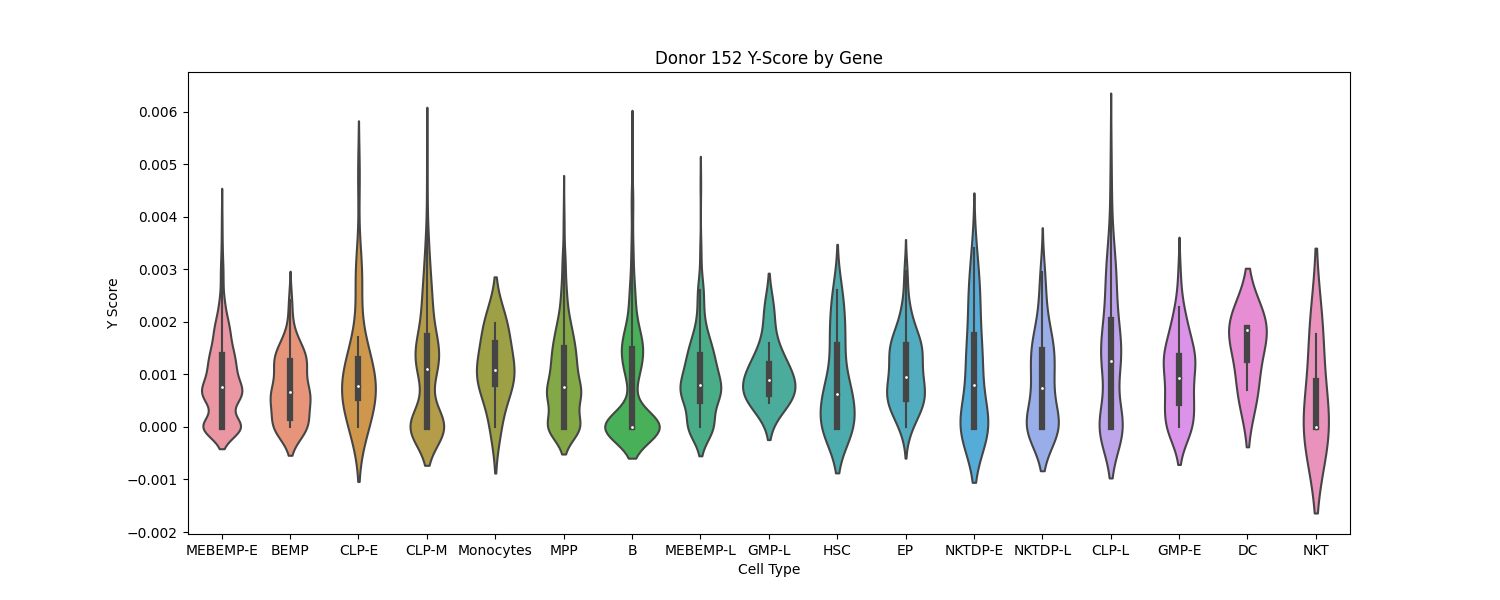 Donor 152 Y-Score by Gene
Y Score
0.006
0.005
0.004
0.003
0.002
0.001
0.000
−0.001
−0.002
MEBEMP-E BEMP CLP-E CLP-M Monocytes MPP B MEBEMP-L GMP-L HSC EP NKTDP-E NKTDP-L CLP-L GMP-E DC NKT
Cell Type